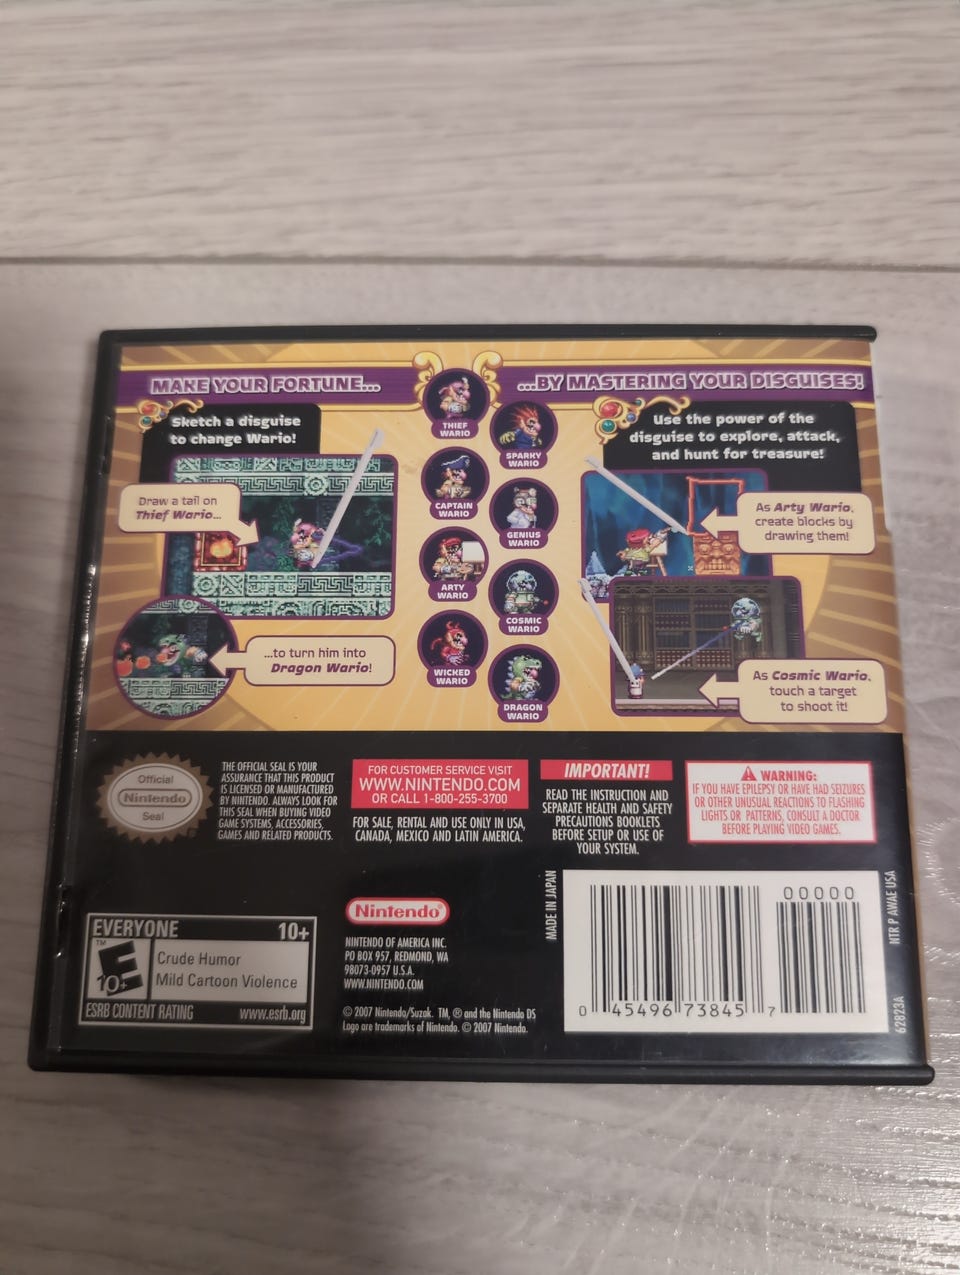 MAKE YOUR FORTUNE...
...BY MASTERING YOUR DISGUISES!
Sketch a disguise
to change Wario!
Draw a tail on
Thief Wario...
...to turn him into
Dragon Wario!
THIEF
WARIO
SPARKY
WARIO
CAPTAIN
WARIO
GENIUS
WARIO
ARTY
WARIO
COSMIC
WARIO
WICKED
WARIO
DRAGON
WARIO
Use the power of the
disguise to explore, attack,
and hunt for treasure!
As Arty Wario,
create blocks by
drawing them!
As Cosmic Wario,
touch a target
to shoot it!
Official
Nintendo
Seal
THE OFFICIAL SEAL IS YOUR
ASSURANCE THAT THIS PRODUCT
IS LICENSED OR MANUFACTURED
BY NINTENDO. ALWAYS LOOK FOR
THIS SEAL WHEN BUYING VIDEO
GAME SYSTEMS, ACCESSORIES,
GAMES AND RELATED PRODUCTS.
FOR CUSTOMER SERVICE VISIT
WWW.NINTENDO.COM
OR CALL 1-800-255-3700
FOR SALE, RENTAL AND USE ONLY IN USA,
CANADA, MEXICO AND LATIN AMERICA.
IMPORTANT!
READ THE INSTRUCTION AND
SEPARATE HEALTH AND SAFETY
PRECAUTIONS BOOKLETS
BEFORE SETUP OR USE OF
YOUR SYSTEM.
WARNING:
IF YOU HAVE EPILEPSY OR HAVE HAD SEIZURES
OR OTHER UNUSUAL REACTIONS TO FLASHING
LIGHTS OR PATTERNS, CONSULT A DOCTOR
BEFORE PLAYING VIDEO GAMES.
EVERYONE 10+
TM
E
10+
Crude Humor
Mild Cartoon Violence
ESRB CONTENT RATING www.esrb.org
Nintendo
NINTENDO OF AMERICA INC.
PO BOX 957, REDMOND, WA
98073-0957 U.S.A.
WWW.NINTENDO.COM
© 2007 Nintendo/Suzak. TM, ® and the Nintendo DS
Logo are trademarks of Nintendo. © 2007 Nintendo.
MADE IN JAPAN
00000
0 45496 73845 7
NTR P AWAE USA
62823A